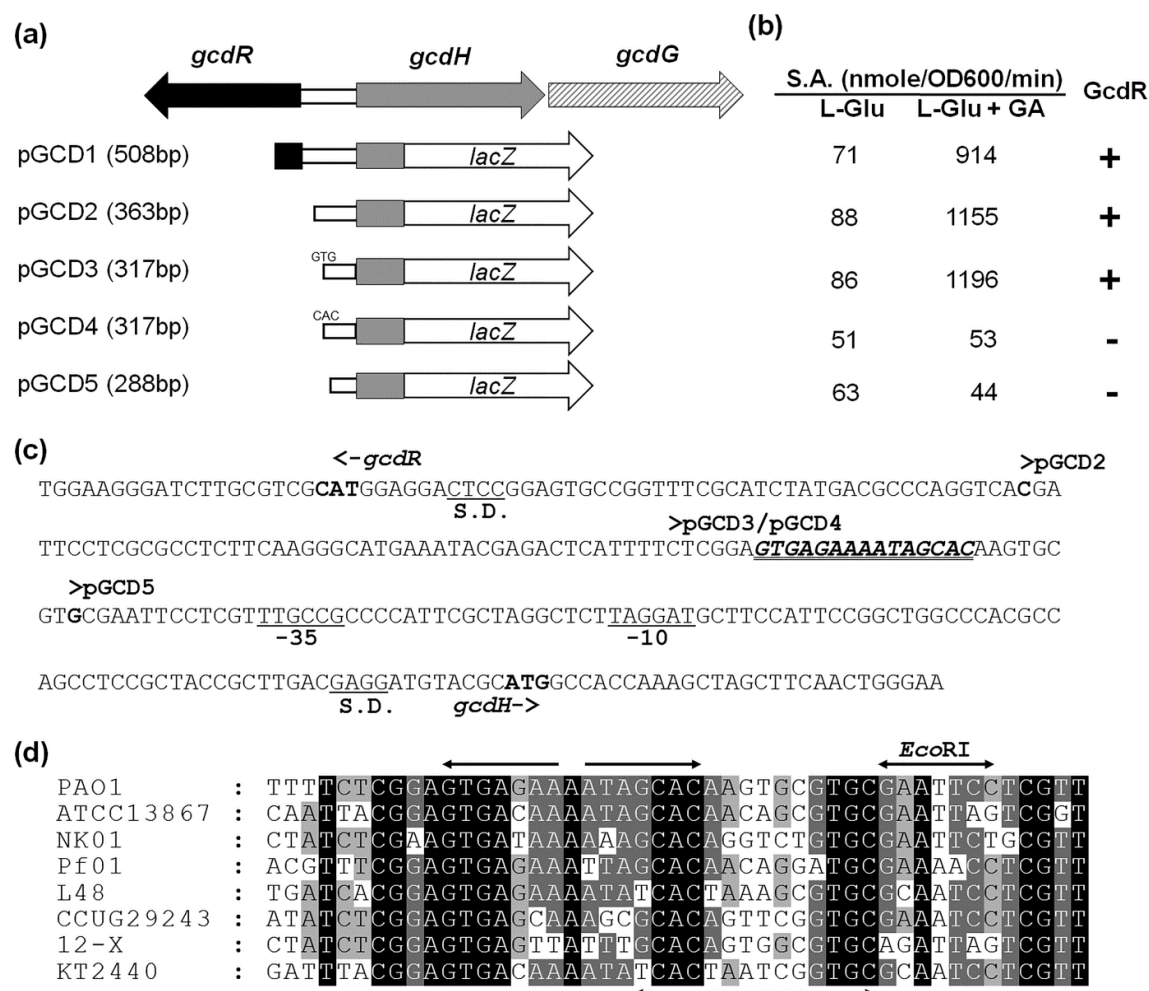 (a)
gcdR gcdH gcdG
pGCD1 (508bp) lacZ
pGCD2 (363bp) lacZ
GTG
pGCD3 (317bp) lacZ
CAC
pGCD4 (317bp) lacZ
pGCD5 (288bp) lacZ
(b)
S.A. (nmole/OD600/min) GcdR
L-Glu L-Glu + GA
71 914 +
88 1155 +
86 1196 +
51 53 -
63 44 -
(c)
<-gcdR >pGCD2
TGGAAGGGATCTTGCGTCGCATGGAGGACTCCGGAGTGCCGGTTTCGCATCTATGACGCCCAGGTCACGA
S.D.
>pGCD3/pGCD4
TTCCTCGCGCCTCTTCAAGGGCATGAAATACGAGACTCATTTTCTCGGAGTGAGAAAATAGCACAAGTGC
>pGCD5
GTGCGAATTCCTCGTTTGCCGCCCCATTCGCTAGGCTCTTAGGATGCTTCCATTCCGGCTGGCCCACGCC
-35 -10
AGCCTCCGCTACCGCTTGACGAGGATGTACGCATGGCCACCAAAGCTAGCTTCAACTGGGAA
S.D. gcdH->
(d)
EcoRI
PAO1 : TTTTCTCGGAGTGAGAAAATAGCACAAGTGCGTGCGAATTCCTCGTT
ATCC13867 : CAATTACGGAGTGACAAAATAGCACAACAGCGTGCGAATTAGTCGGT
NK01 : CTATCTCGAAGTGATAAAAAAGCACAGGTCTGTGCGAATTCTGCGTT
Pf01 : ACGTTTCGGAGTGAGAAATTAGCACAACAGGATGCGAAAACCTCGTT
L48 : TGATCACGGAGTGAGAAAATATCACTAAAGCGTGCGCAATCCTCGTT
CCUG29243 : ATATCTCGGAGTGAGCAAAGCGCACAGTTCGGTGCGAAATCCTCGTT
12-X : CTATCTCGGAGTGAGTTATTTGCACAGTGGCGTGCAGATTAGTCGTT
KT2440 : GATTTACGGAGTGACAAAATATCACTAATCGGTGCGCAATCCTCGTT